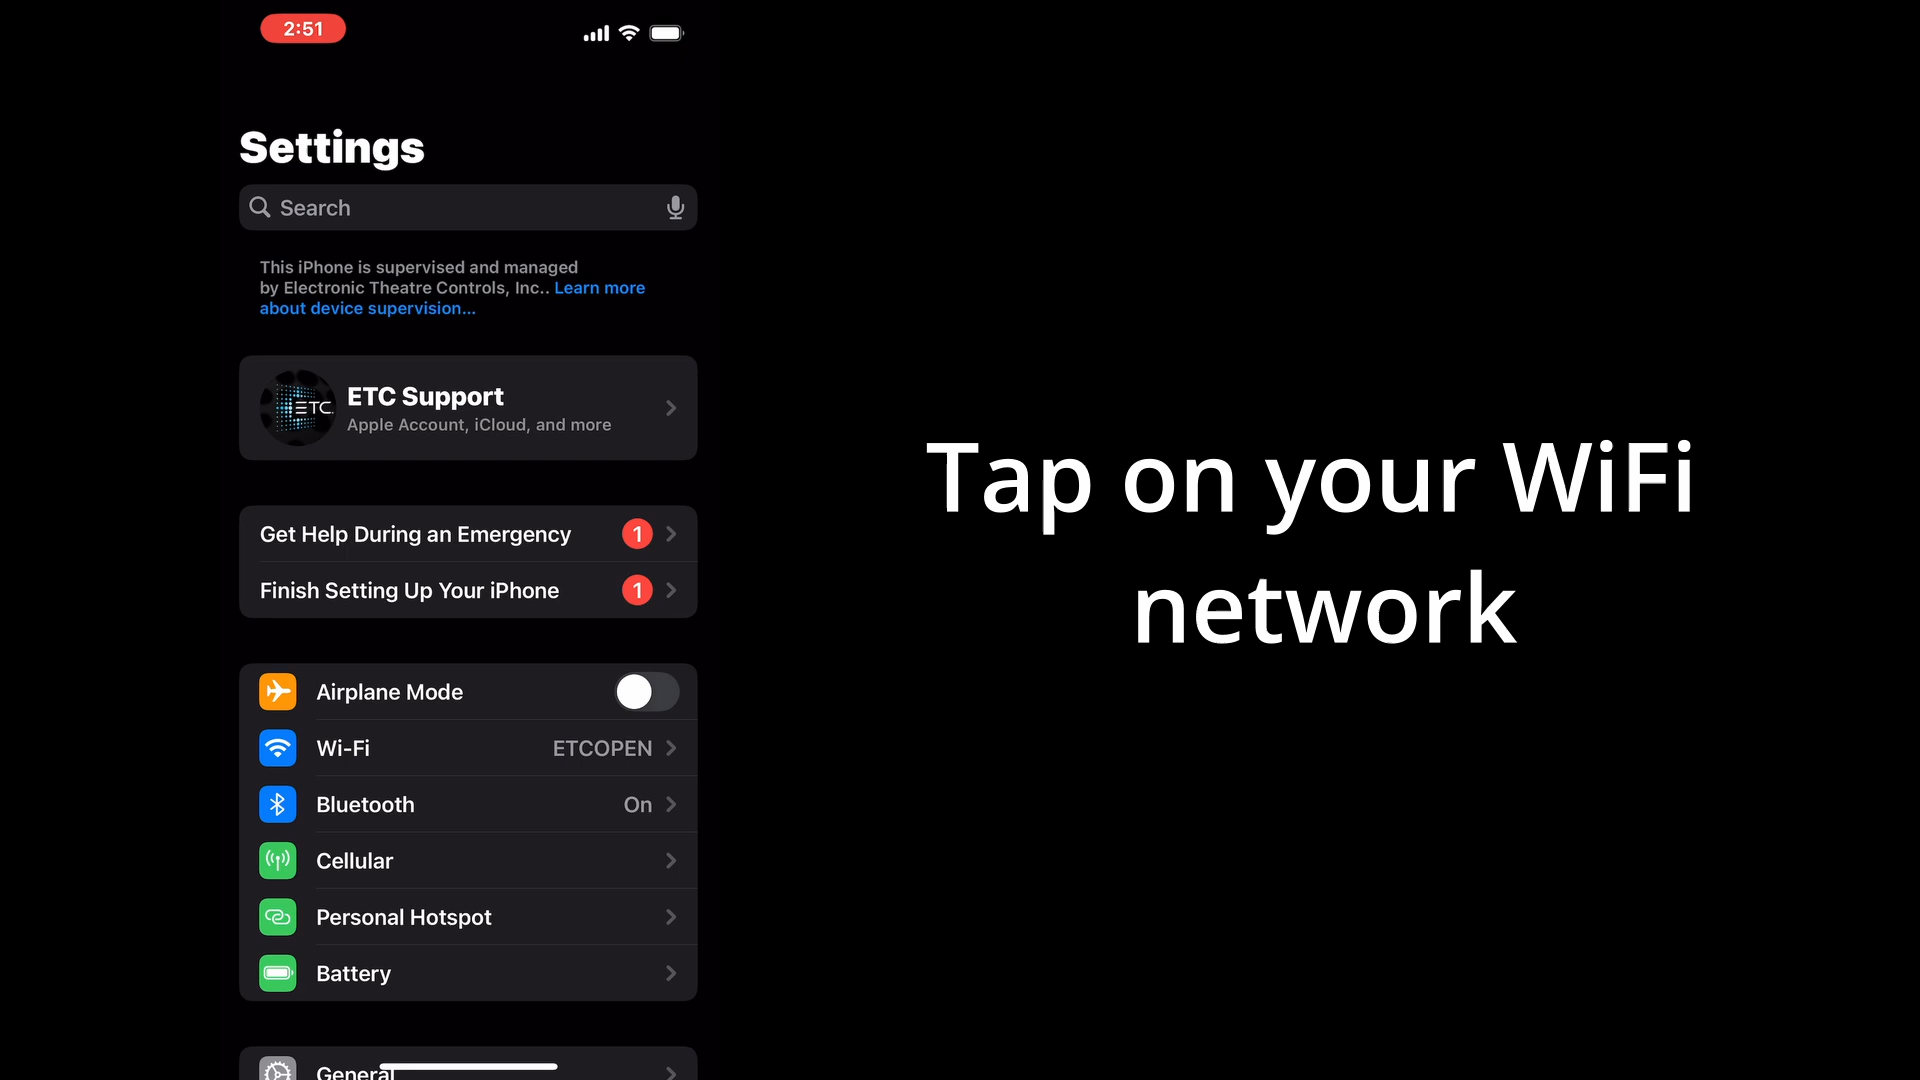 2:51
Settings
Search
This iPhone is supervised and managed
by Electronic Theatre Controls, Inc.. Learn more
about device supervision...
ETC
ETC Support
Apple Account, iCloud, and more
Get Help During an Emergency 1
Finish Setting Up Your iPhone 1
Airplane Mode
Wi-Fi ETCOPEN
Bluetooth On
Cellular
Personal Hotspot
Battery
General
Tap on your WiFi
network